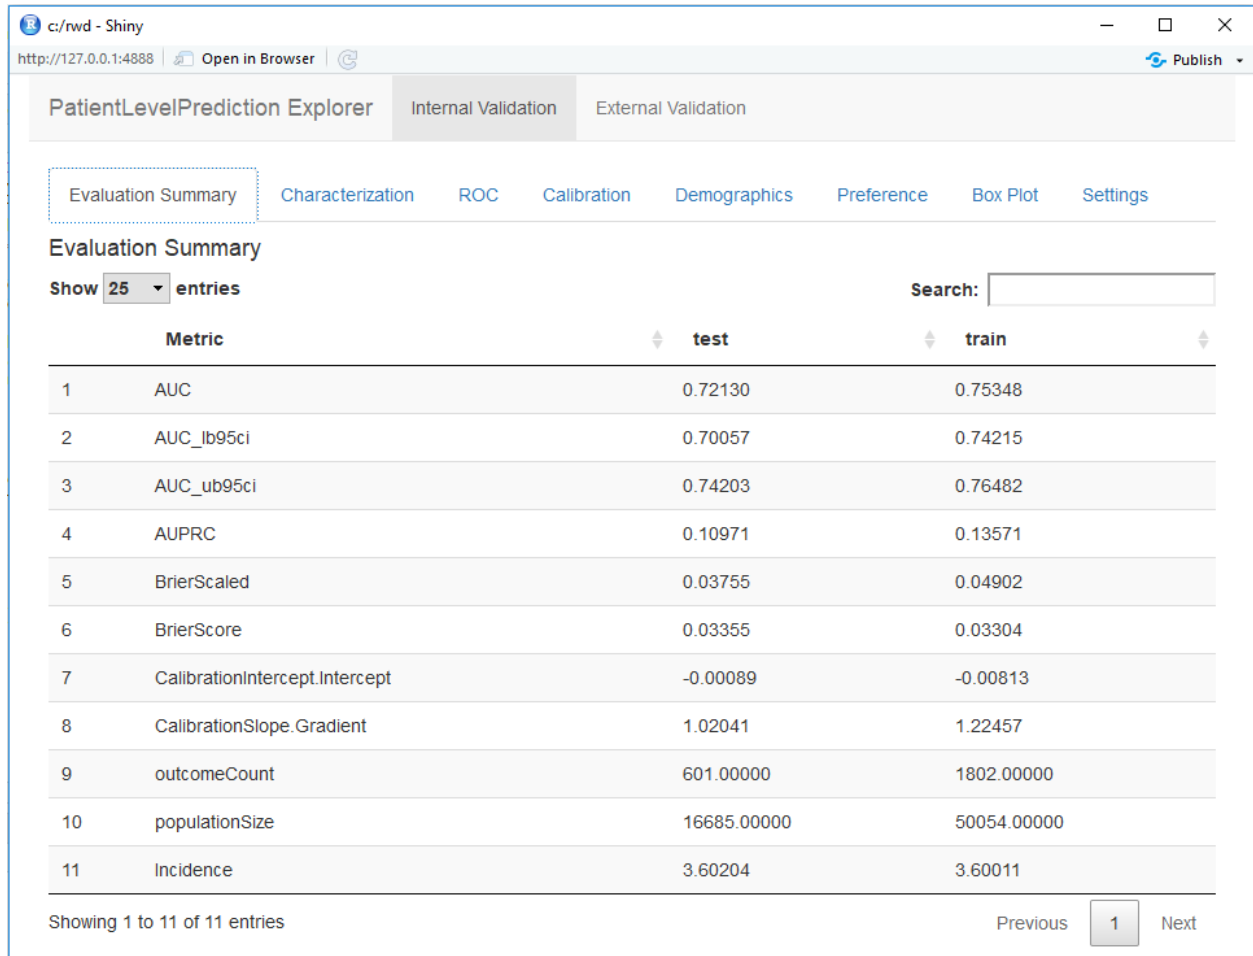 c:/rwd - Shiny
http://127.0.0.1:4888 Open in Browser Publish
PatientLevelPrediction Explorer Internal Validation External Validation
Evaluation Summary Characterization ROC Calibration Demographics Preference Box Plot Settings
Evaluation Summary
Show 25 entries Search:
Metric test train
1 AUC 0.72130 0.75348
2 AUC_lb95ci 0.70057 0.74215
3 AUC_ub95ci 0.74203 0.76482
4 AUPRC 0.10971 0.13571
5 BrierScaled 0.03755 0.04902
6 BrierScore 0.03355 0.03304
7 CalibrationIntercept.Intercept -0.00089 -0.00813
8 CalibrationSlope.Gradient 1.02041 1.22457
9 outcomeCount 601.00000 1802.00000
10 populationSize 16685.00000 50054.00000
11 Incidence 3.60204 3.60011
Showing 1 to 11 of 11 entries Previous 1 Next